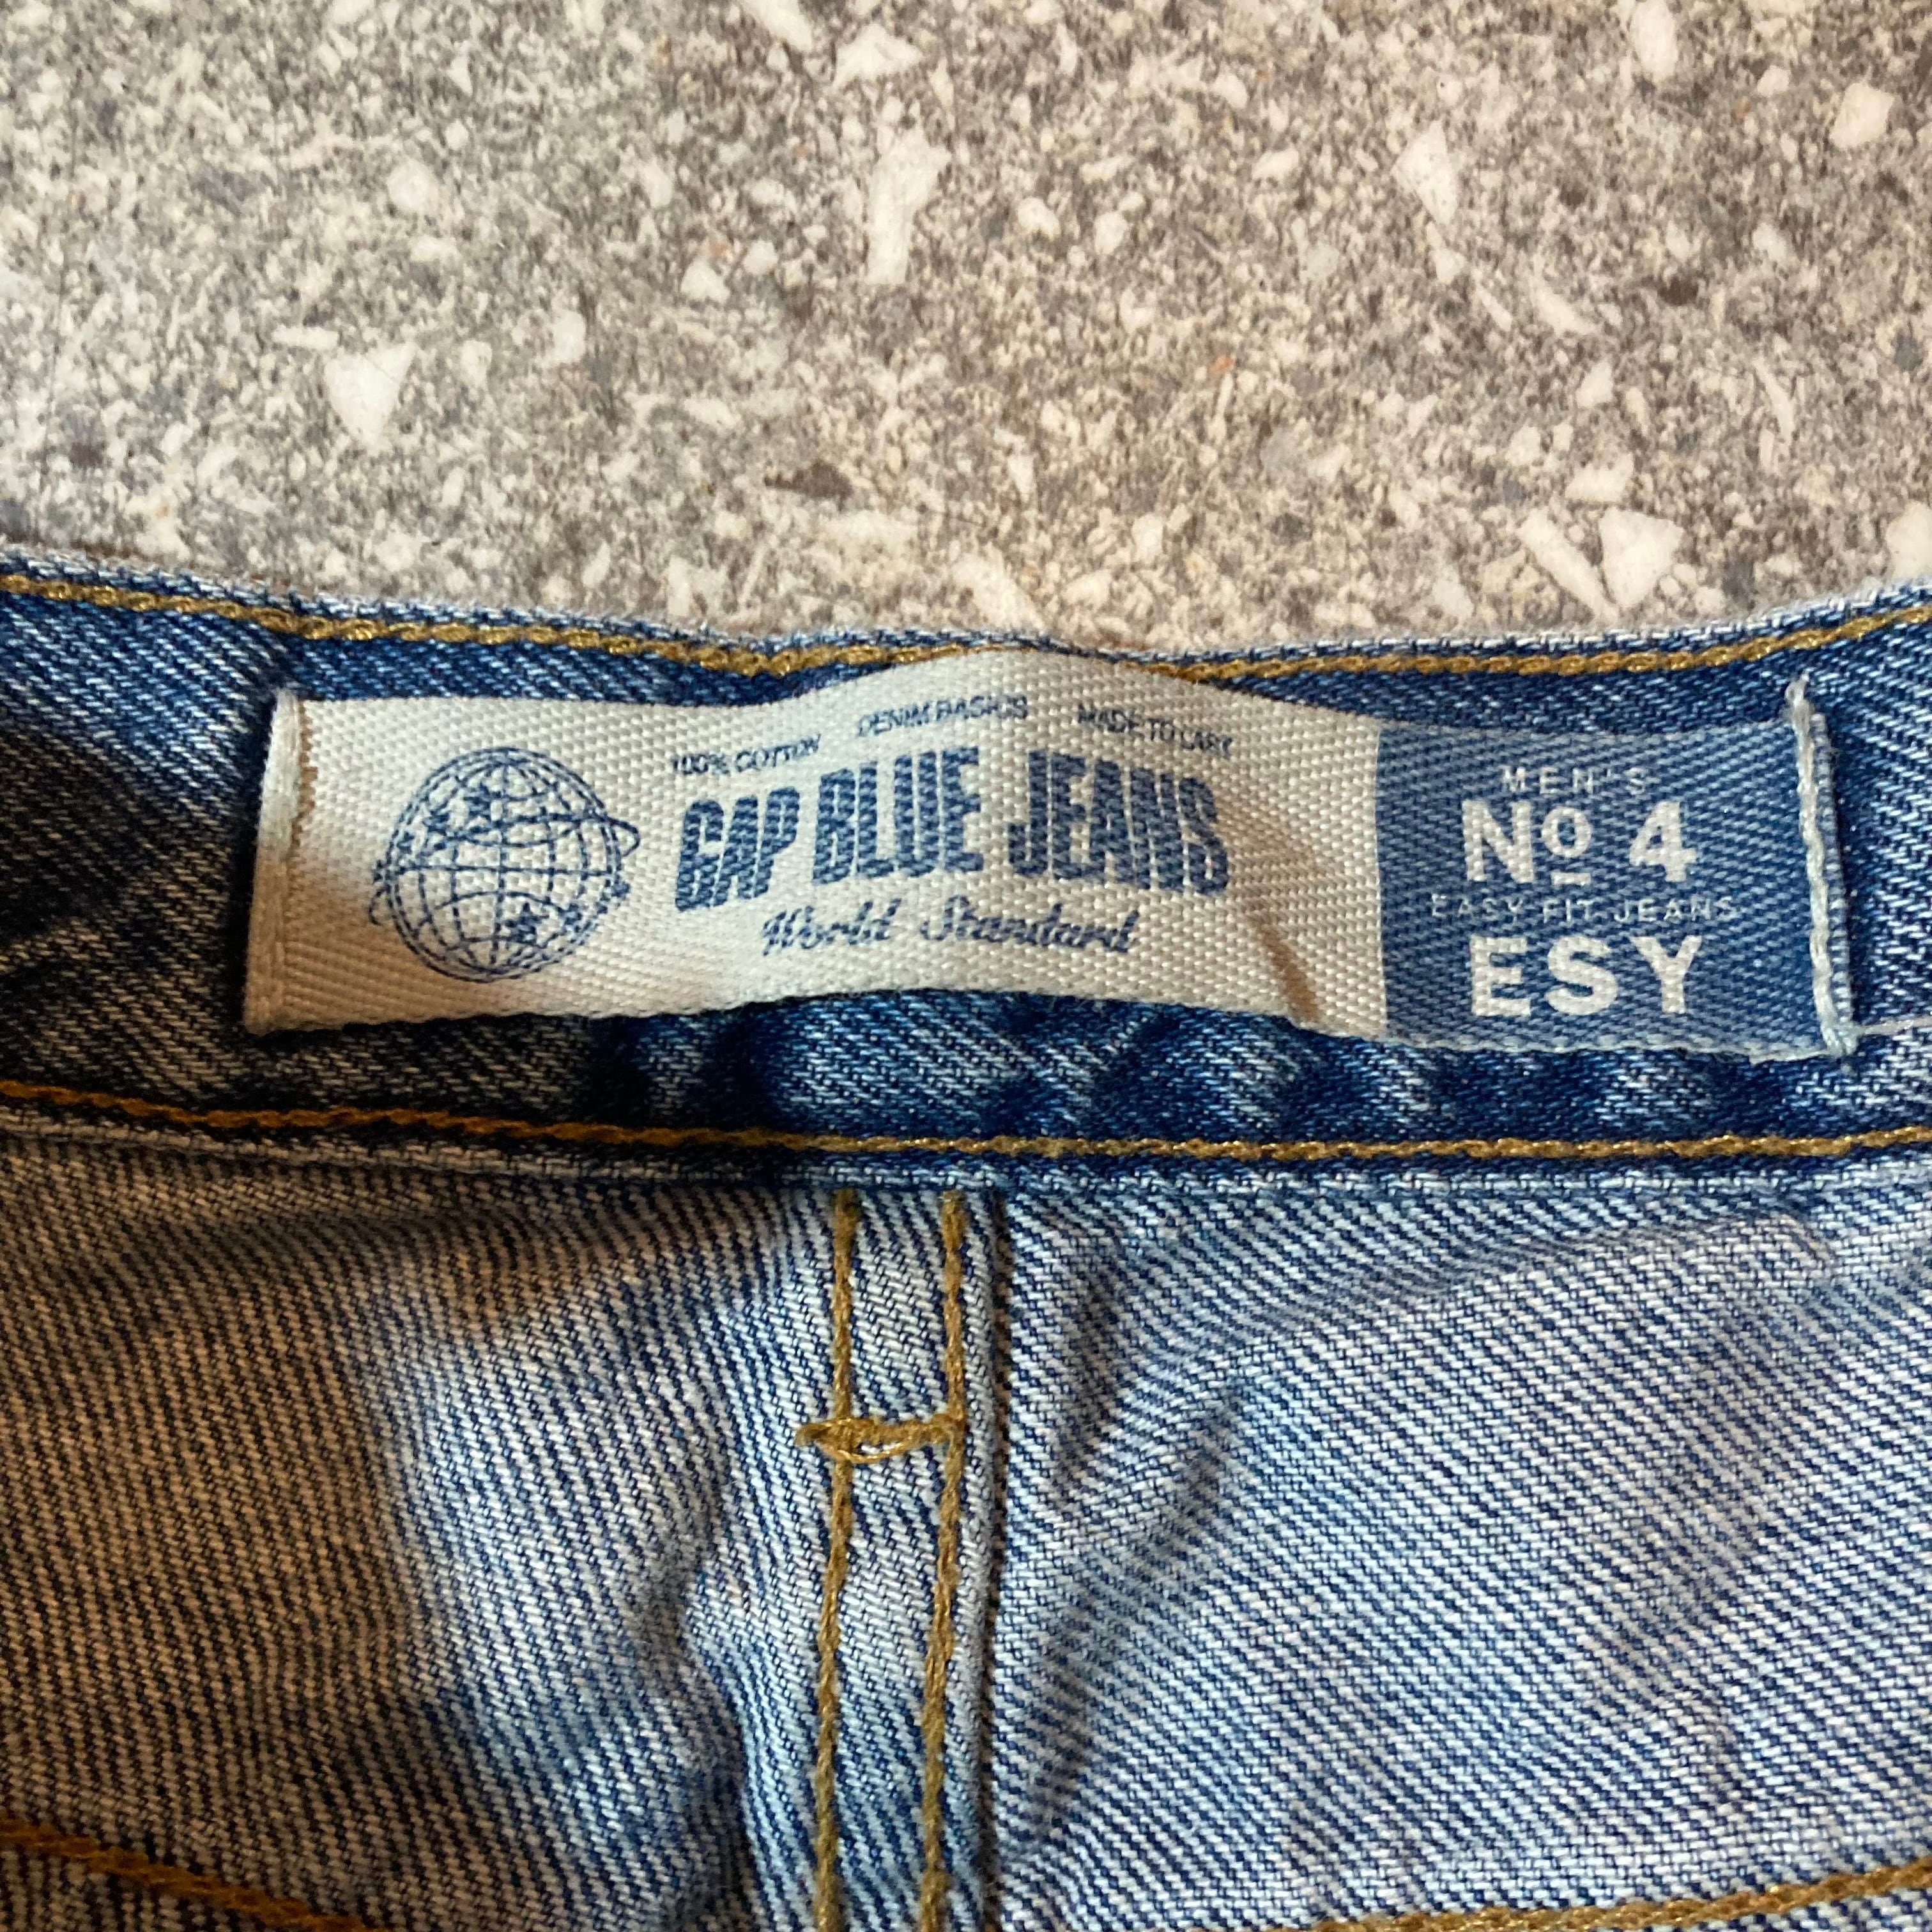 100% COTTON DENIM BASICS MADE TO LAST
GAP BLUE JEANS
World Standard
MEN'S
No 4
EASY FIT JEANS
ESY